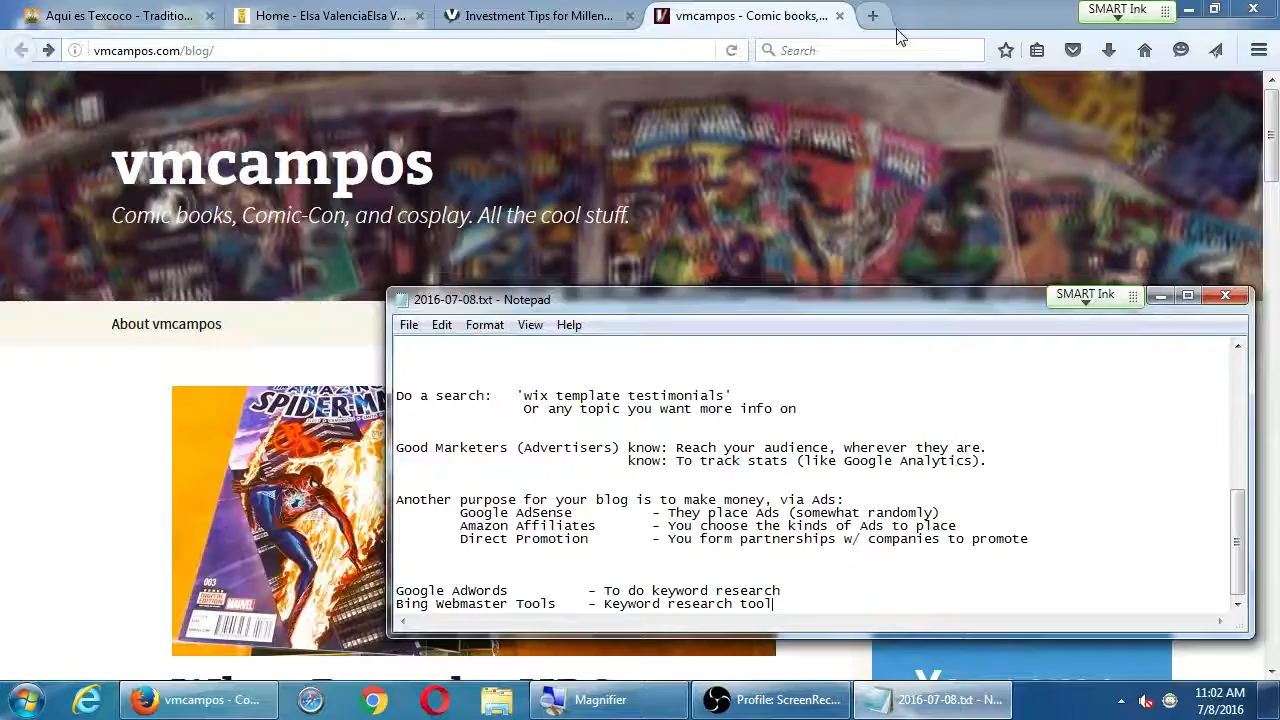 Aqui es Texcoco - Traditio...
Home - Elsa ValenciaElsa V...
Investment Tips for Millen...
vmcampos - Comic books,...
SMART Ink
vmcampos.com/blog/
Search
vmcampos
Comic books, Comic-Con, and cosplay. All the cool stuff.
About vmcampos
2016-07-08.txt - Notepad
SMART Ink
File Edit Format View Help
Do a search: 'wix template testimonials'
Or any topic you want more info on
Good Marketers (Advertisers) know: Reach your audience, wherever they are.
know: To track stats (like Google Analytics).
Another purpose for your blog is to make money, via Ads:
Google AdSense - They place Ads (somewhat randomly)
Amazon Affiliates - You choose the kinds of Ads to place
Direct Promotion - You form partnerships w/ companies to promote
Google AdWords - To do keyword research
Bing Webmaster Tools - Keyword research tool
AMAZING
SPIDER-MAN
003
DIGITAL EDITION
MARVEL
vmcampos - Co...
Magnifier
Profile: ScreenRec...
2016-07-08.txt - N...
11:02 AM
7/8/2016